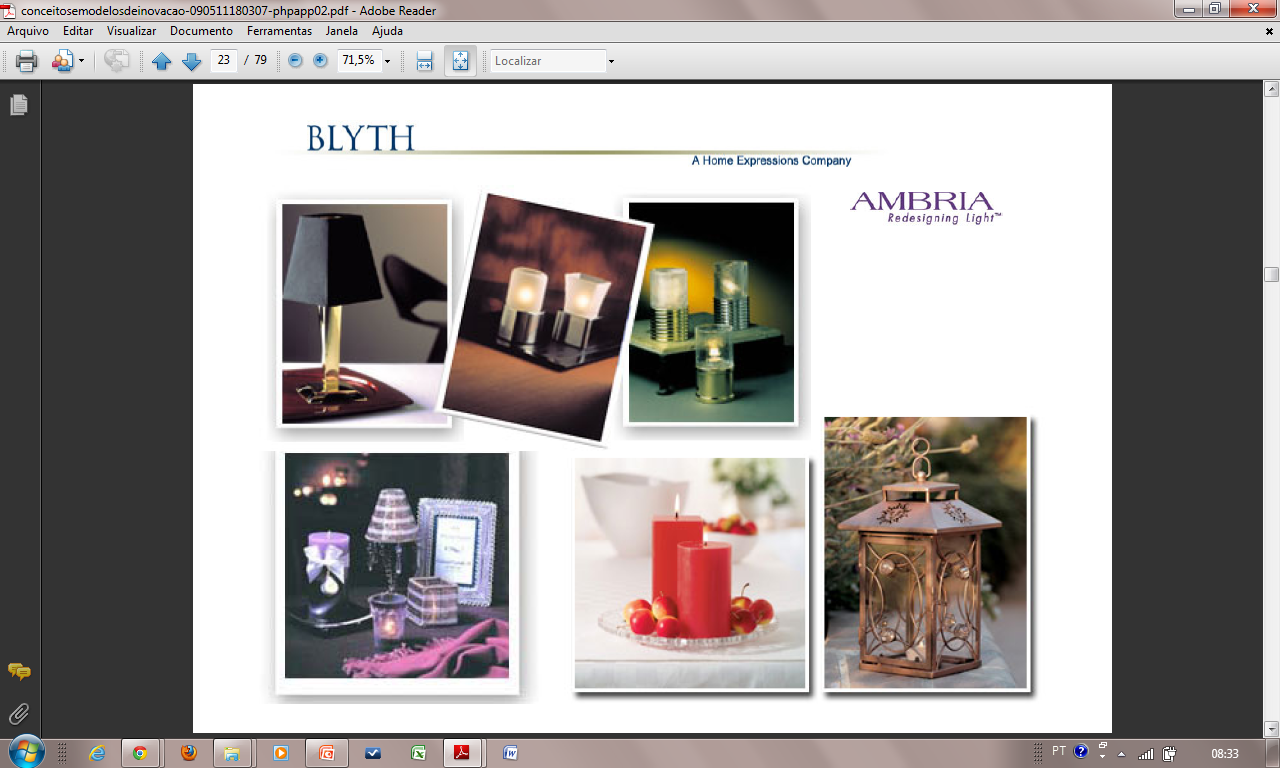 conceitosemodelosdeinovacao-090511180307-phpapp02.pdf - Adobe Reader
Arquivo Editar Visualizar Documento Ferramentas Janela Ajuda
23 / 79 71,5% Localizar
BLYTH
A Home Expressions Company
AMBRIA
Redesigning Light™
PT 08:33